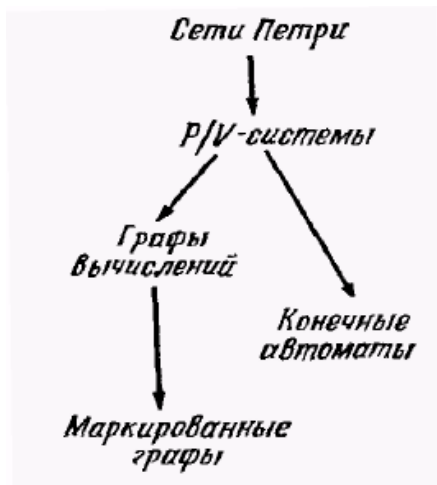 Сети Петри
P/V-системы
Графы
вычислений
Конечные
автоматы
Маркированные
графы